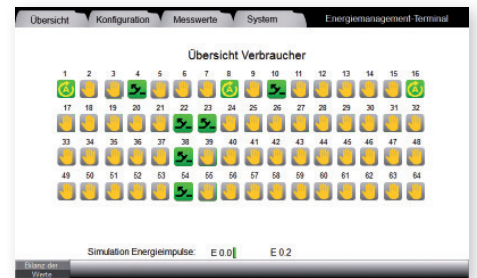 Übersicht Konfiguration Messwerte System Energiemanagement-Terminal
Übersicht Verbraucher
1 2 3 4 5 6 7 8 9 10 11 12 13 14 15 16
A A A
17 18 19 20 21 22 23 24 25 26 27 28 29 30 31 32
33 34 35 36 37 38 39 40 41 42 43 44 45 46 47 48
49 50 51 52 53 54 55 56 57 58 59 60 61 62 63 64
Simulation Energieimpulse: E 0.0 E 0.2
Bilanz der
Werte